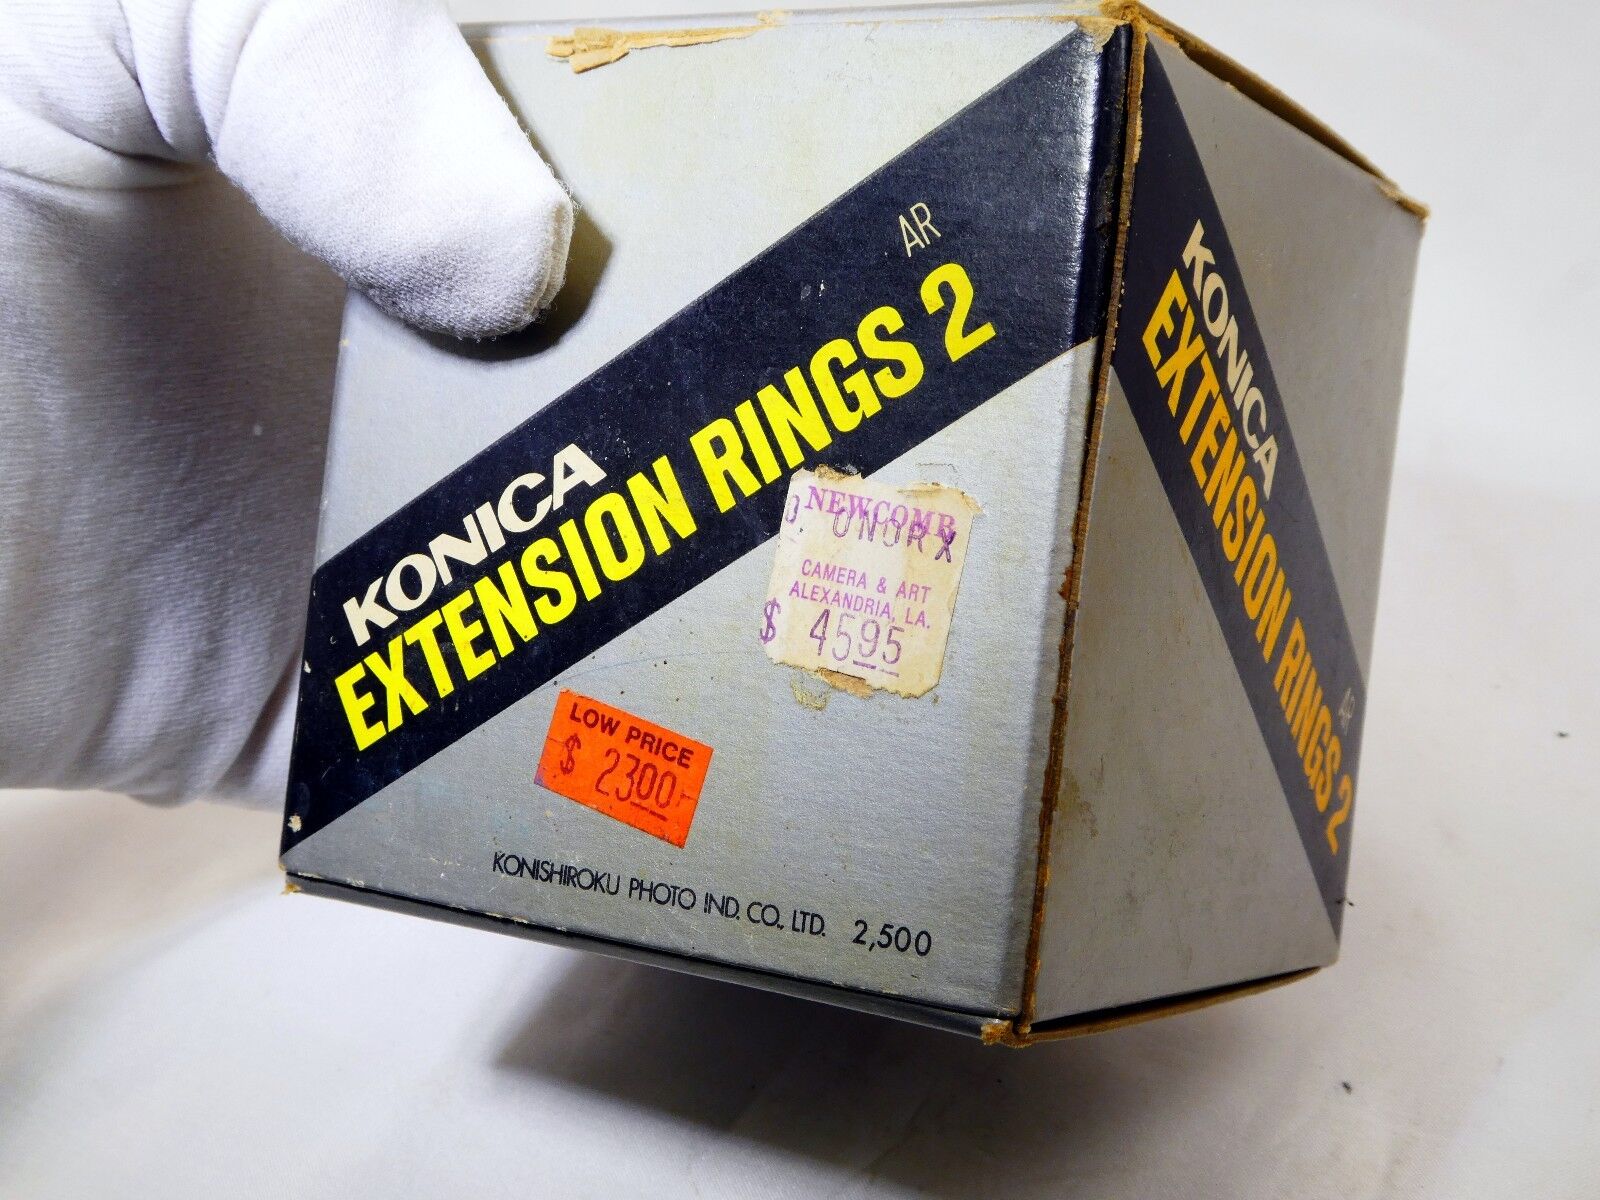 AR
KONICA
EXTENSION RINGS 2
NEWCOMB
CAMERA & ART
ALEXANDRIA, LA.
$ 4595
LOW PRICE
$ 2300
KONISHIROKU PHOTO IND. CO., LTD. 2,500
KONICA
EXTENSION RINGS 2
AR